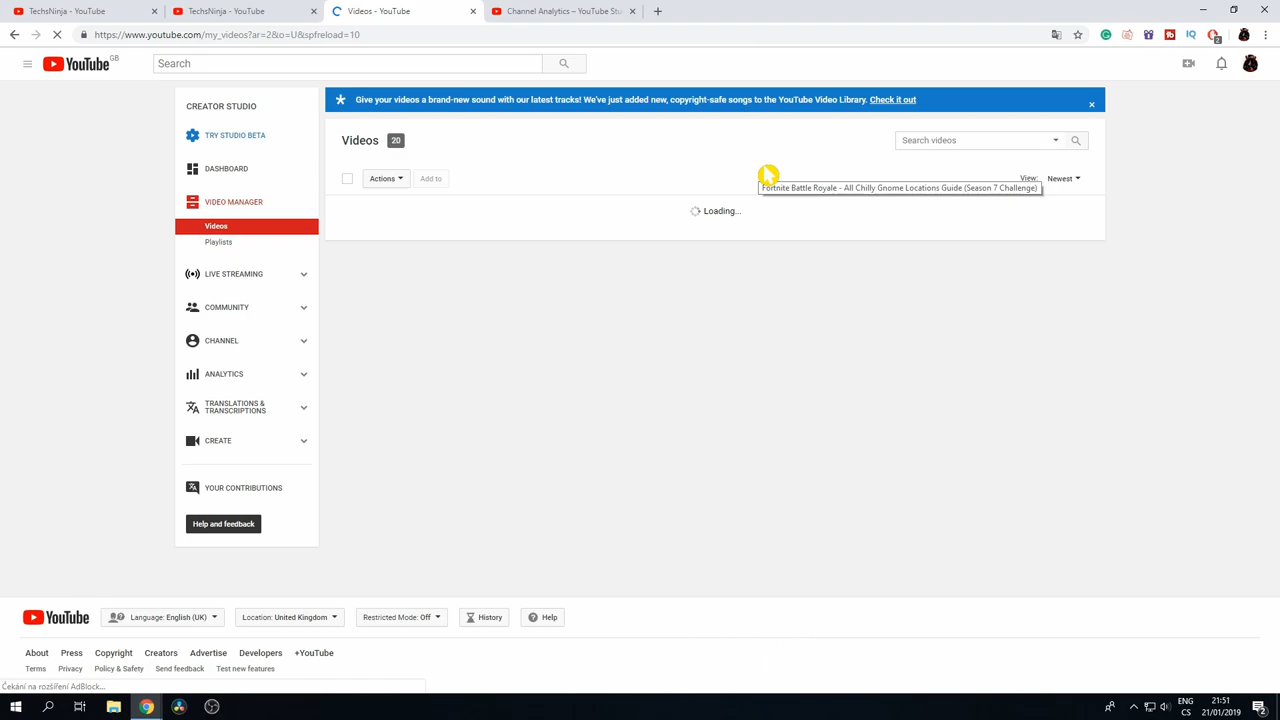 TechsNinja - YouTube
TechsNinja - YouTube
Videos - YouTube
Channel Analytics – YouTube Stu
https://www.youtube.com/my_videos?ar=2&o=U&spfreload=10
IQ
2
YouTube GB
Search
CREATOR STUDIO
TRY STUDIO BETA
DASHBOARD
VIDEO MANAGER
Videos
Playlists
LIVE STREAMING
COMMUNITY
CHANNEL
ANALYTICS
TRANSLATIONS &
TRANSCRIPTIONS
CREATE
YOUR CONTRIBUTIONS
Help and feedback
Give your videos a brand-new sound with our latest tracks! We've just added new, copyright-safe songs to the YouTube Video Library. Check it out
Videos 20
Search videos
Actions
Add to
View: Newest
Fortnite Battle Royale - All Chilly Gnome Locations Guide (Season 7 Challenge)
Loading...
YouTube
Language: English (UK)
Location: United Kingdom
Restricted Mode: Off
History
Help
About Press Copyright Creators Advertise Developers +YouTube
Terms Privacy Policy & Safety Send feedback Test new features
Čekání na rozšíření AdBlock...
ENG 21:51
CS 21/01/2019
2